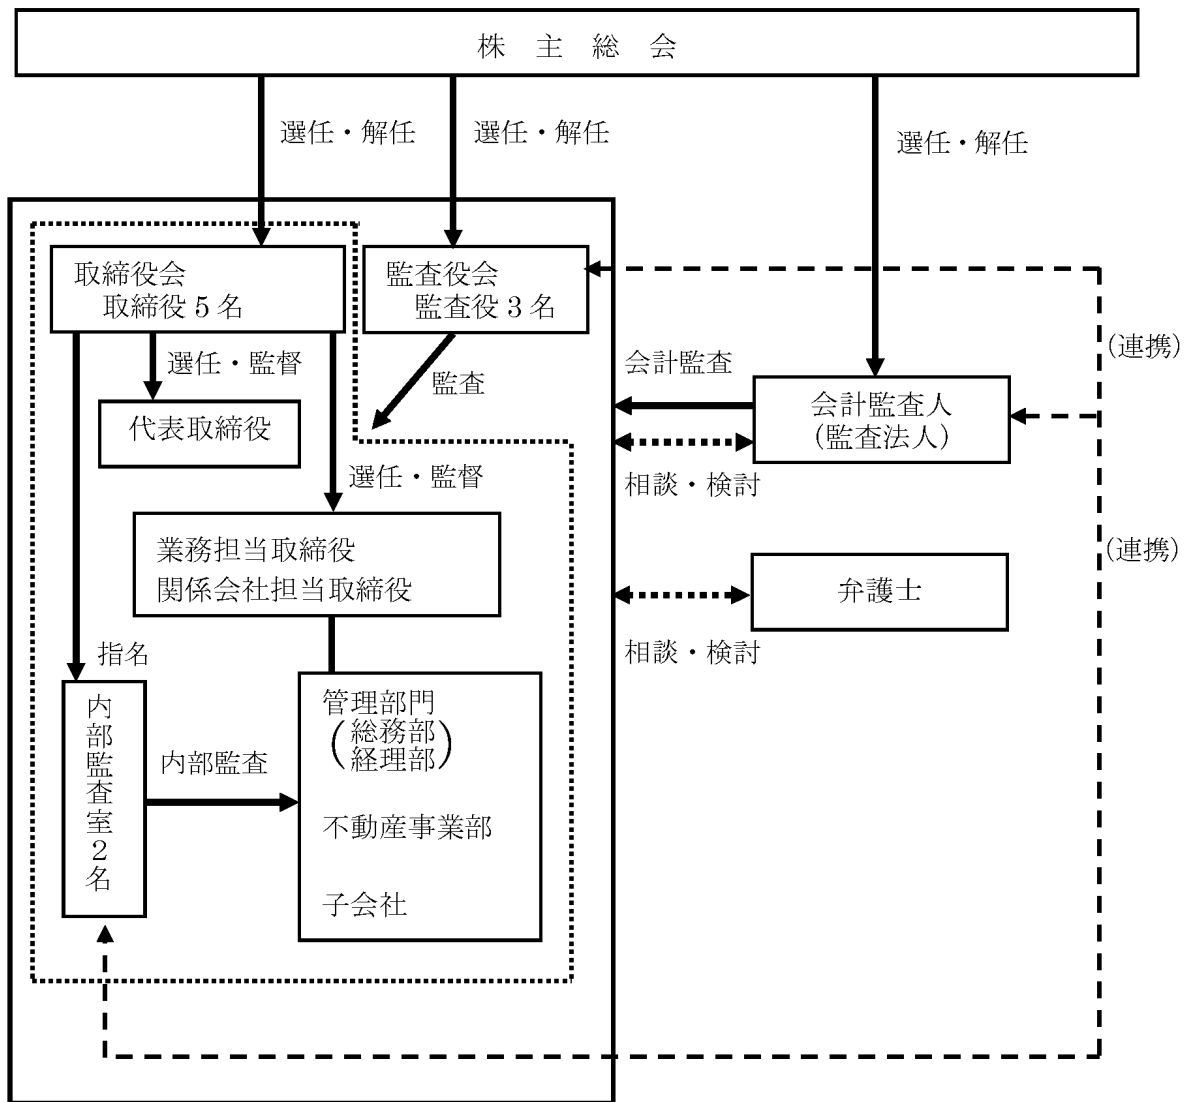 株主総会
選任・解任
選任・解任
選任・解任
取締役会
取締役5名
監査役会
監査役3名
(連携)
選任・監督
監査
会計監査
会計監査人
(監査法人)
代表取締役
選任・監督
相談・検討
業務担当取締役
関係会社担当取締役
(連携)
弁護士
指名
相談・検討
内部監査室2名
内部監査
管理部門
(総務部
経理部)
不動産事業部
子会社